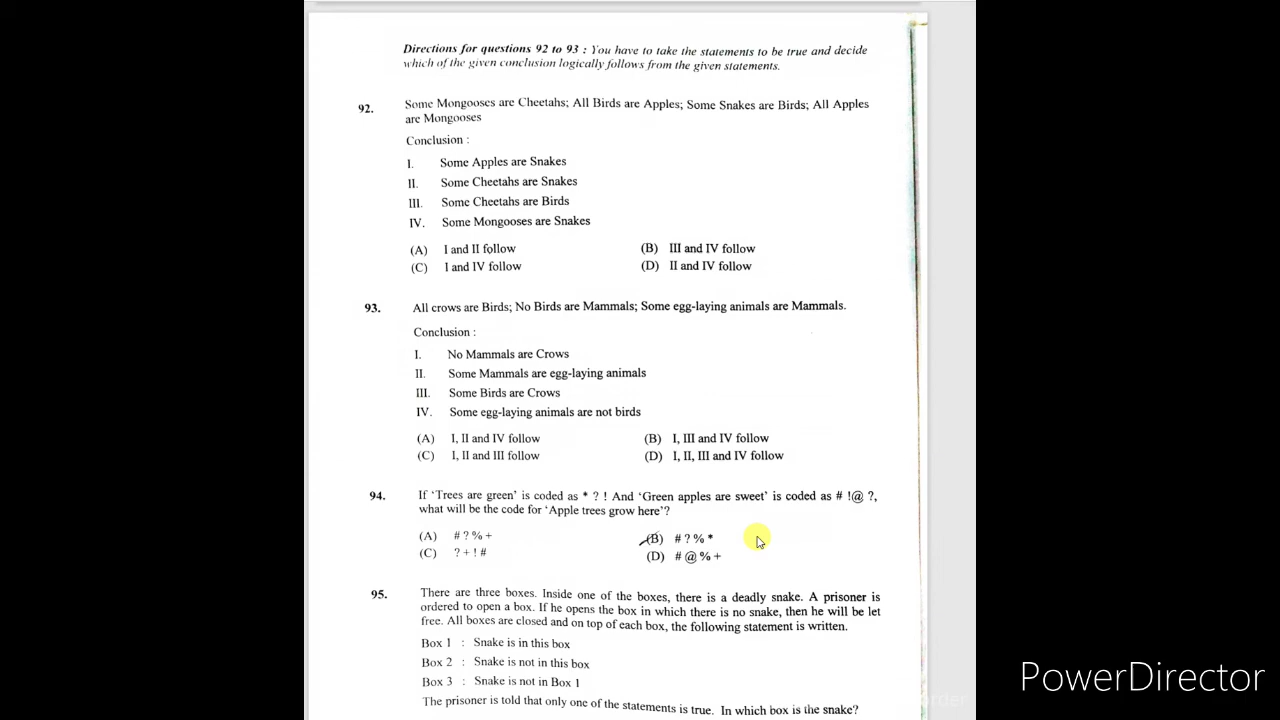 Directions for questions 92 to 93 : You have to take the statements to be true and decide
which of the given conclusion logically follows from the given statements.
92. Some Mongooses are Cheetahs; All Birds are Apples; Some Snakes are Birds; All Apples
are Mongooses
Conclusion :
I. Some Apples are Snakes
II. Some Cheetahs are Snakes
III. Some Cheetahs are Birds
IV. Some Mongooses are Snakes
(A) I and II follow (B) III and IV follow
(C) I and IV follow (D) II and IV follow
93. All crows are Birds; No Birds are Mammals; Some egg-laying animals are Mammals.
Conclusion :
I. No Mammals are Crows
II. Some Mammals are egg-laying animals
III. Some Birds are Crows
IV. Some egg-laying animals are not birds
(A) I, II and IV follow (B) I, III and IV follow
(C) I, II and III follow (D) I, II, III and IV follow
94. If ‘Trees are green’ is coded as * ? ! And ‘Green apples are sweet’ is coded as # !@ ?,
what will be the code for ‘Apple trees grow here’?
(A) # ? % + (B) # ? % *
(C) ? + ! # (D) # @ % +
95. There are three boxes. Inside one of the boxes, there is a deadly snake. A prisoner is
ordered to open a box. If he opens the box in which there is no snake, then he will be let
free. All boxes are closed and on top of each box, the following statement is written.
Box 1 : Snake is in this box
Box 2 : Snake is not in this box
Box 3 : Snake is not in Box 1
The prisoner is told that only one of the statements is true. In which box is the snake?
PowerDirector